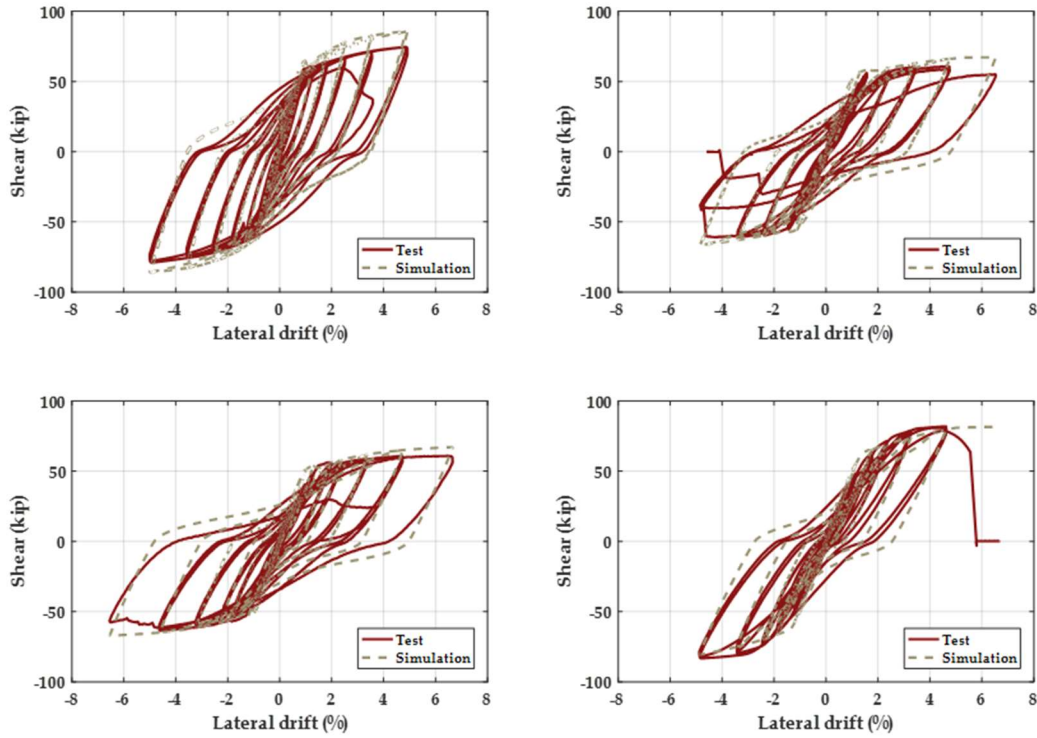 100
50
0
-50
-100
Shear (kip)
Test
Simulation
-8 -6 -4 -2 0 2 4 6 8
Lateral drift (%)
100
50
0
-50
-100
Shear (kip)
Test
Simulation
-8 -6 -4 -2 0 2 4 6 8
Lateral drift (%)
100
50
0
-50
-100
Shear (kip)
Test
Simulation
-8 -6 -4 -2 0 2 4 6 8
Lateral drift (%)
100
50
0
-50
-100
Shear (kip)
Test
Simulation
-8 -6 -4 -2 0 2 4 6 8
Lateral drift (%)